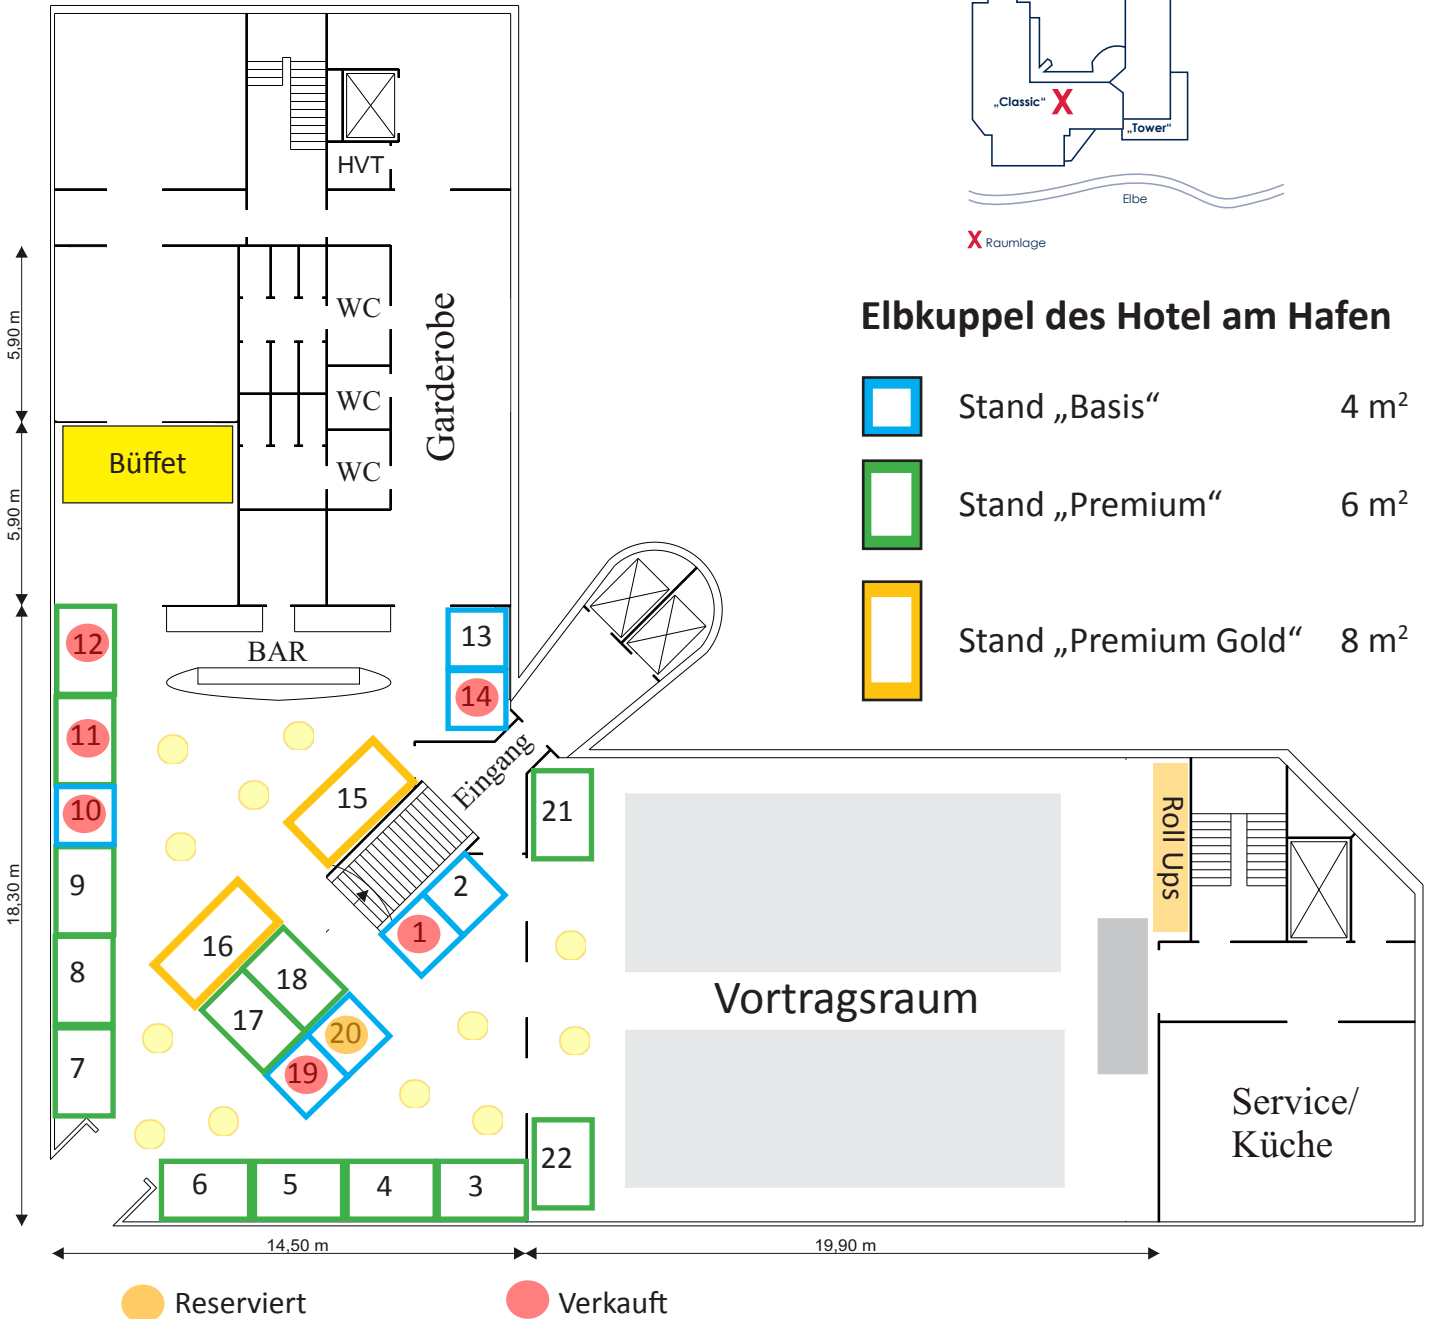 „Classic“
„Tower“
Elbe
X Raumlage
Elbkuppel des Hotel am Hafen
Stand „Basis“ 4 m²
Stand „Premium“ 6 m²
Stand „Premium Gold“ 8 m²
HVT
WC
WC
WC
Garderobe
Büffet
BAR
5,90 m
5,90 m
18,30 m
12
11
10
9
8
7
13
14
Eingang
15
16
18
17
20
19
2
1
21
22
6
5
4
3
Vortragsraum
Roll Ups
Service/
Küche
14,50 m
19,90 m
Reserviert
Verkauft